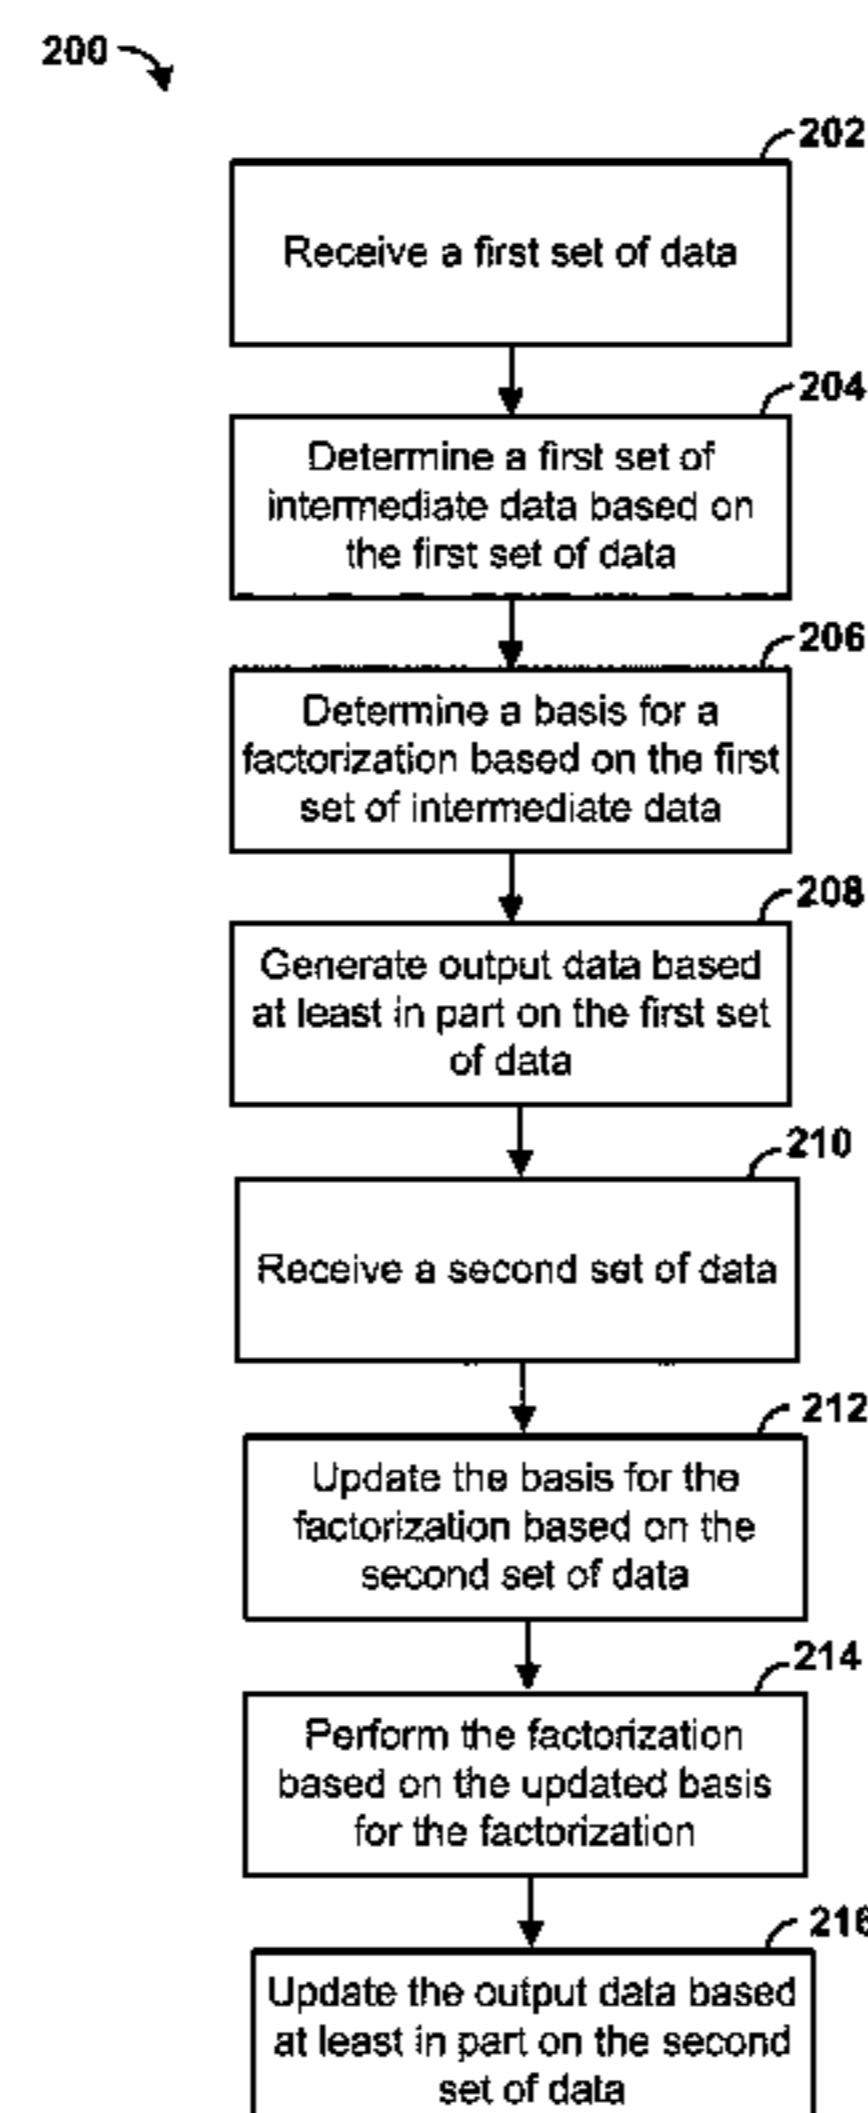 200
202
Receive a first set of data
204
Determine a first set of
intermediate data based on
the first set of data
206
Determine a basis for a
factorization based on the first
set of intermediate data
208
Generate output data based
at least in part on the first set
of data
210
Receive a second set of data
212
Update the basis for the
factorization based on the
second set of data
214
Perform the factorization
based on the updated basis
for the factorization
216
Update the output data based
at least in part on the second
set of data